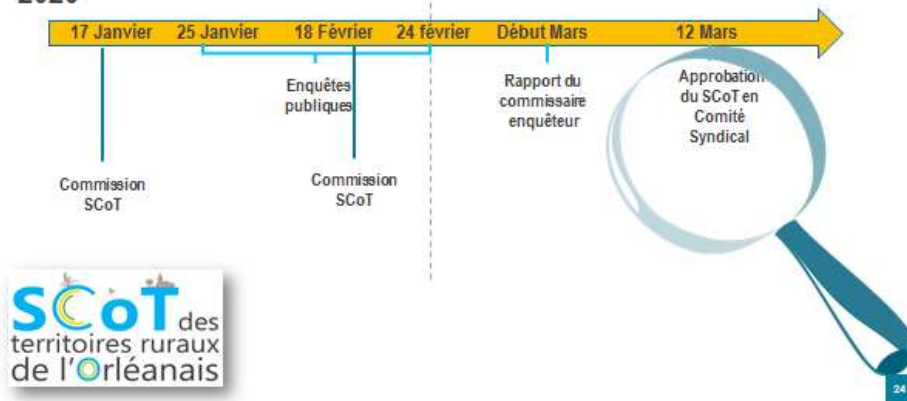 2020
17 Janvier 25 Janvier 18 Février 24 février Début Mars 12 Mars
Enquêtes
publiques
Rapport du
commissaire
enquêteur
Approbation
du SCoT en
Comité
Syndical
Commission
SCoT
Commission
SCoT
SCoT des
territoires ruraux
de l'Orléanais
24